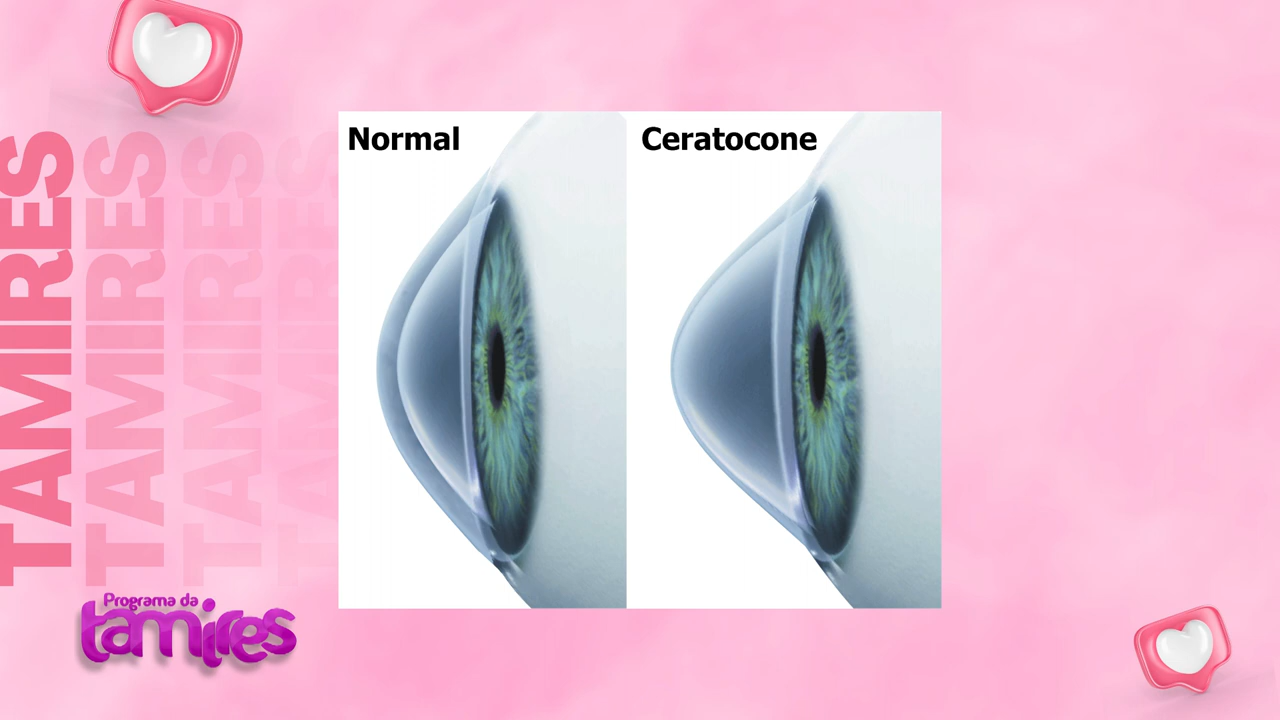 Normal
Ceratocone
TAMIRES
TAMIRES
TAMIRES
TAMIRES
Programa da
tamires